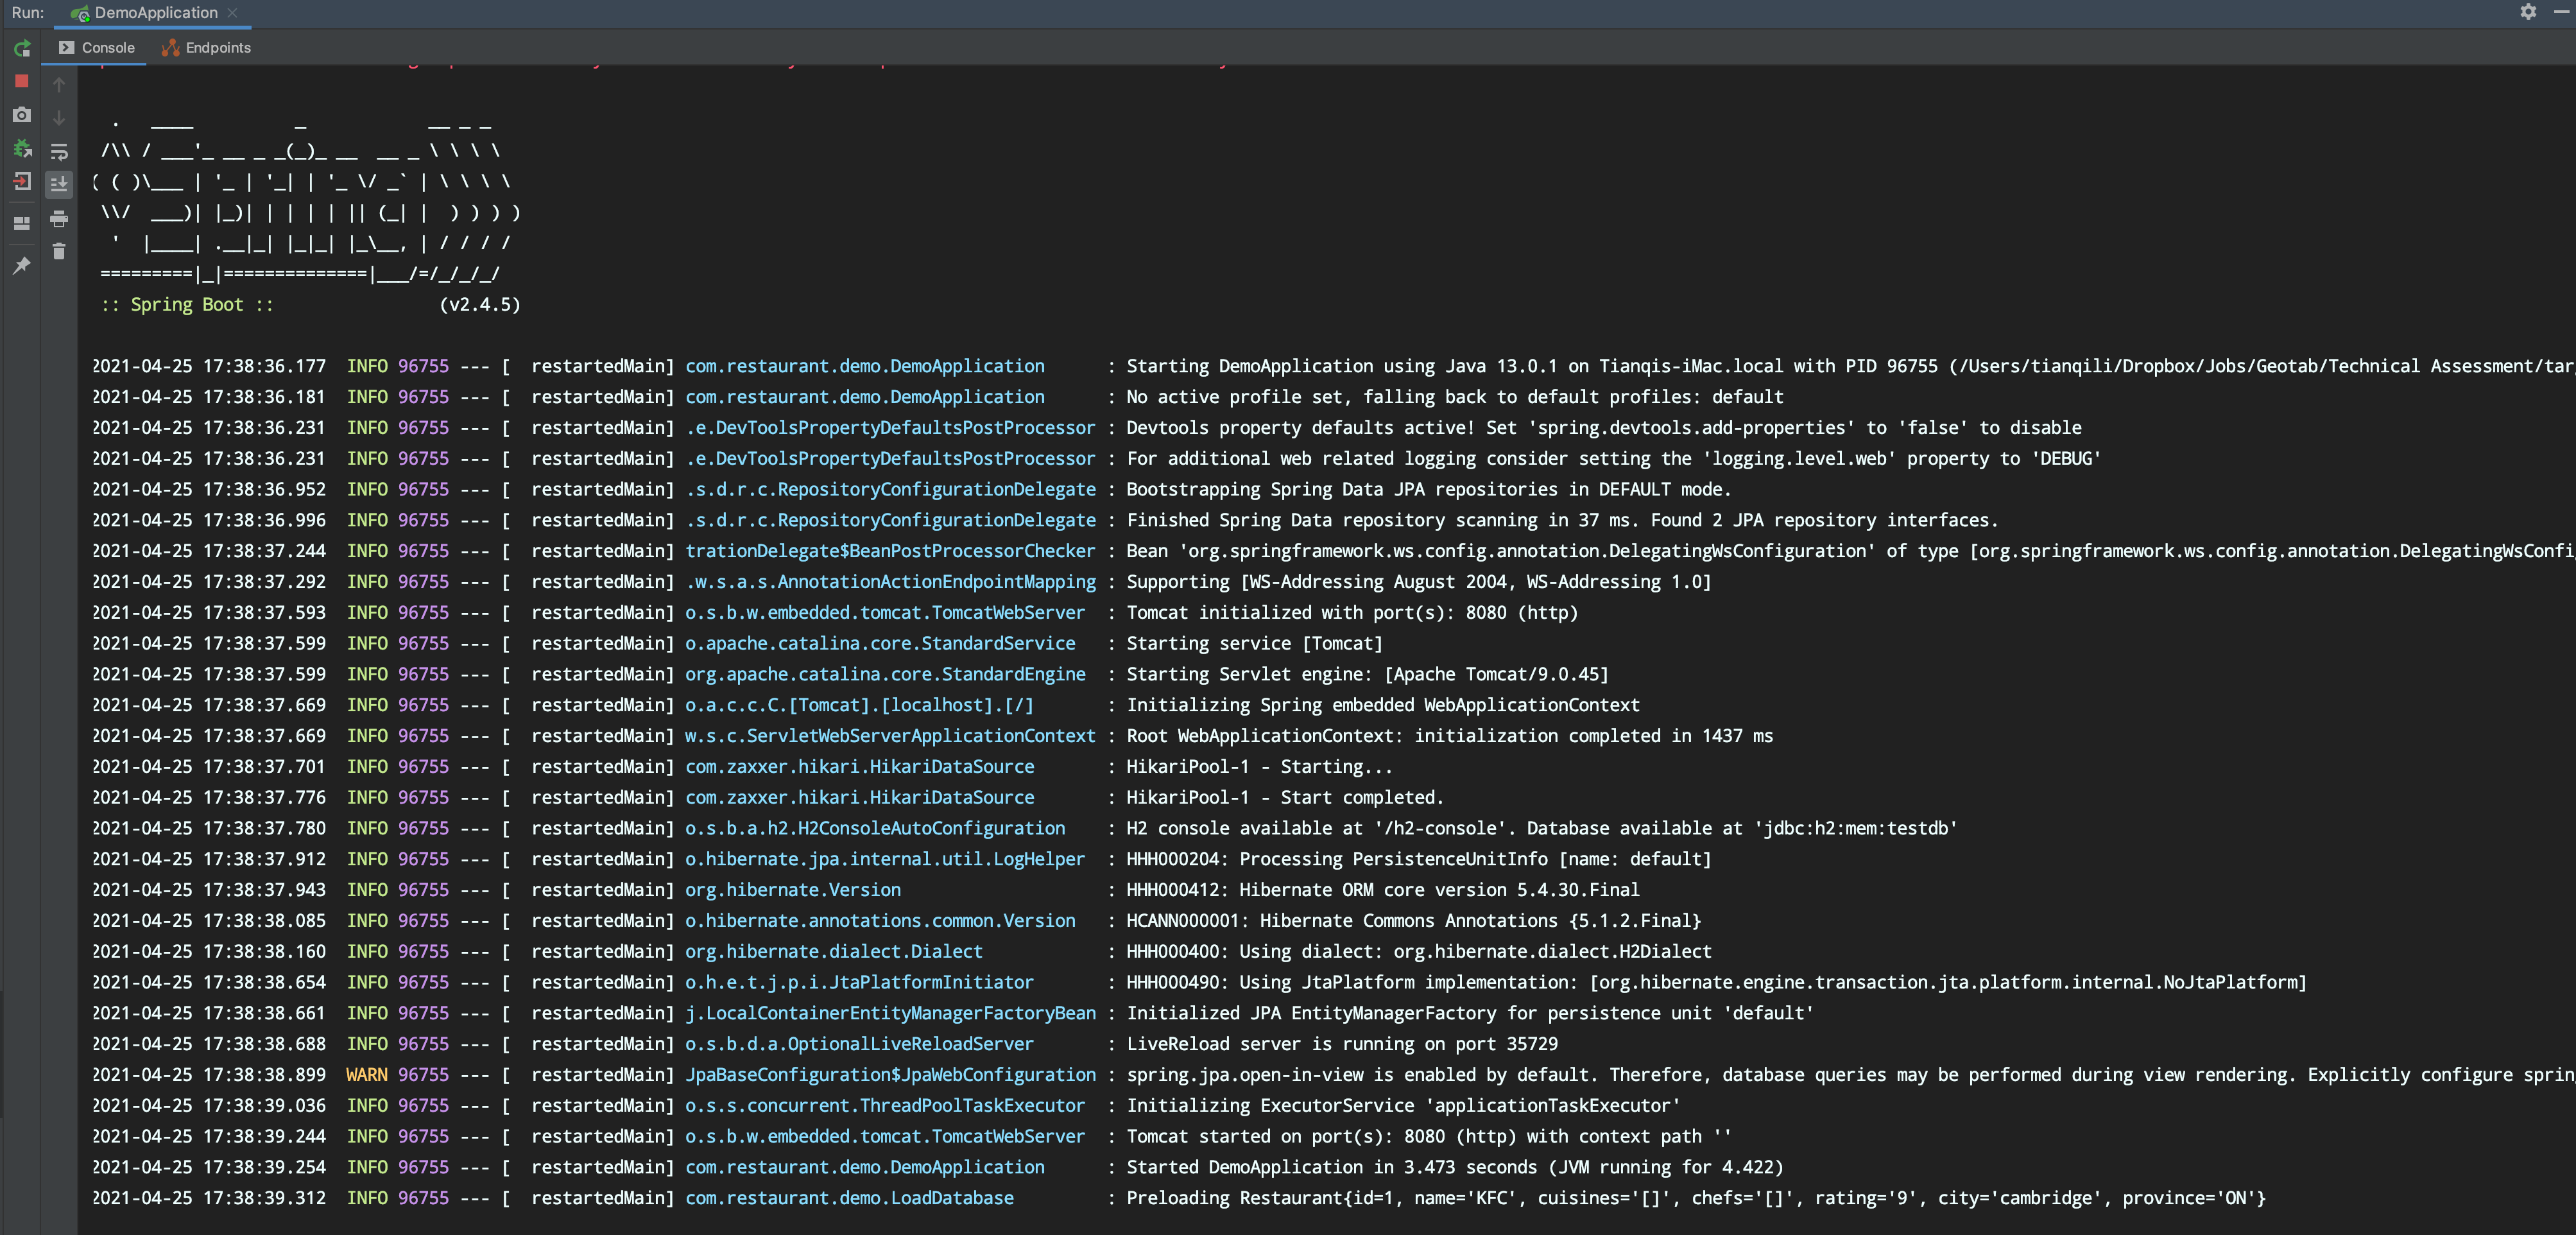 Run: DemoApplication
Console Endpoints
  .   ____          _            __ _ _
 /\\ / ___'_ __ _ _(_)_ __  __ _ \ \ \ \
( ( )\___ | '_ | '_| | '_ \/ _` | \ \ \ \
 \\/  ___)| |_)| | | | | || (_| |  ) ) ) )
  '  |____| .__|_| |_|_| |_\__, | / / / /
 =========|_|==============|___/=/_/_/_/
 :: Spring Boot ::                (v2.4.5)
2021-04-25 17:38:36.177  INFO 96755 --- [  restartedMain] com.restaurant.demo.DemoApplication      : Starting DemoApplication using Java 13.0.1 on Tianqis-iMac.local with PID 96755 (/Users/tianqili/Dropbox/Jobs/Geotab/Technical Assessment/tar
2021-04-25 17:38:36.181  INFO 96755 --- [  restartedMain] com.restaurant.demo.DemoApplication      : No active profile set, falling back to default profiles: default
2021-04-25 17:38:36.231  INFO 96755 --- [  restartedMain] .e.DevToolsPropertyDefaultsPostProcessor : Devtools property defaults active! Set 'spring.devtools.add-properties' to 'false' to disable
2021-04-25 17:38:36.231  INFO 96755 --- [  restartedMain] .e.DevToolsPropertyDefaultsPostProcessor : For additional web related logging consider setting the 'logging.level.web' property to 'DEBUG'
2021-04-25 17:38:36.952  INFO 96755 --- [  restartedMain] .s.d.r.c.RepositoryConfigurationDelegate : Bootstrapping Spring Data JPA repositories in DEFAULT mode.
2021-04-25 17:38:36.996  INFO 96755 --- [  restartedMain] .s.d.r.c.RepositoryConfigurationDelegate : Finished Spring Data repository scanning in 37 ms. Found 2 JPA repository interfaces.
2021-04-25 17:38:37.244  INFO 96755 --- [  restartedMain] trationDelegate$BeanPostProcessorChecker : Bean 'org.springframework.ws.config.annotation.DelegatingWsConfiguration' of type [org.springframework.ws.config.annotation.DelegatingWsConfi
2021-04-25 17:38:37.292  INFO 96755 --- [  restartedMain] .w.s.a.s.AnnotationActionEndpointMapping : Supporting [WS-Addressing August 2004, WS-Addressing 1.0]
2021-04-25 17:38:37.593  INFO 96755 --- [  restartedMain] o.s.b.w.embedded.tomcat.TomcatWebServer  : Tomcat initialized with port(s): 8080 (http)
2021-04-25 17:38:37.599  INFO 96755 --- [  restartedMain] o.apache.catalina.core.StandardService   : Starting service [Tomcat]
2021-04-25 17:38:37.599  INFO 96755 --- [  restartedMain] org.apache.catalina.core.StandardEngine  : Starting Servlet engine: [Apache Tomcat/9.0.45]
2021-04-25 17:38:37.669  INFO 96755 --- [  restartedMain] o.a.c.c.C.[Tomcat].[localhost].[/]       : Initializing Spring embedded WebApplicationContext
2021-04-25 17:38:37.669  INFO 96755 --- [  restartedMain] w.s.c.ServletWebServerApplicationContext : Root WebApplicationContext: initialization completed in 1437 ms
2021-04-25 17:38:37.701  INFO 96755 --- [  restartedMain] com.zaxxer.hikari.HikariDataSource       : HikariPool-1 - Starting...
2021-04-25 17:38:37.776  INFO 96755 --- [  restartedMain] com.zaxxer.hikari.HikariDataSource       : HikariPool-1 - Start completed.
2021-04-25 17:38:37.780  INFO 96755 --- [  restartedMain] o.s.b.a.h2.H2ConsoleAutoConfiguration    : H2 console available at '/h2-console'. Database available at 'jdbc:h2:mem:testdb'
2021-04-25 17:38:37.912  INFO 96755 --- [  restartedMain] o.hibernate.jpa.internal.util.LogHelper  : HHH000204: Processing PersistenceUnitInfo [name: default]
2021-04-25 17:38:37.943  INFO 96755 --- [  restartedMain] org.hibernate.Version                    : HHH000412: Hibernate ORM core version 5.4.30.Final
2021-04-25 17:38:38.085  INFO 96755 --- [  restartedMain] o.hibernate.annotations.common.Version   : HCANN000001: Hibernate Commons Annotations {5.1.2.Final}
2021-04-25 17:38:38.160  INFO 96755 --- [  restartedMain] org.hibernate.dialect.Dialect            : HHH000400: Using dialect: org.hibernate.dialect.H2Dialect
2021-04-25 17:38:38.654  INFO 96755 --- [  restartedMain] o.h.e.t.j.p.i.JtaPlatformInitiator       : HHH000490: Using JtaPlatform implementation: [org.hibernate.engine.transaction.jta.platform.internal.NoJtaPlatform]
2021-04-25 17:38:38.661  INFO 96755 --- [  restartedMain] j.LocalContainerEntityManagerFactoryBean : Initialized JPA EntityManagerFactory for persistence unit 'default'
2021-04-25 17:38:38.688  INFO 96755 --- [  restartedMain] o.s.b.d.a.OptionalLiveReloadServer       : LiveReload server is running on port 35729
2021-04-25 17:38:38.899  WARN 96755 --- [  restartedMain] JpaBaseConfiguration$JpaWebConfiguration : spring.jpa.open-in-view is enabled by default. Therefore, database queries may be performed during view rendering. Explicitly configure sprin
2021-04-25 17:38:39.036  INFO 96755 --- [  restartedMain] o.s.s.concurrent.ThreadPoolTaskExecutor  : Initializing ExecutorService 'applicationTaskExecutor'
2021-04-25 17:38:39.244  INFO 96755 --- [  restartedMain] o.s.b.w.embedded.tomcat.TomcatWebServer  : Tomcat started on port(s): 8080 (http) with context path ''
2021-04-25 17:38:39.254  INFO 96755 --- [  restartedMain] com.restaurant.demo.DemoApplication      : Started DemoApplication in 3.473 seconds (JVM running for 4.422)
2021-04-25 17:38:39.312  INFO 96755 --- [  restartedMain] com.restaurant.demo.LoadDatabase         : Preloading Restaurant{id=1, name='KFC', cuisines='[]', chefs='[]', rating='9', city='cambridge', province='ON'}